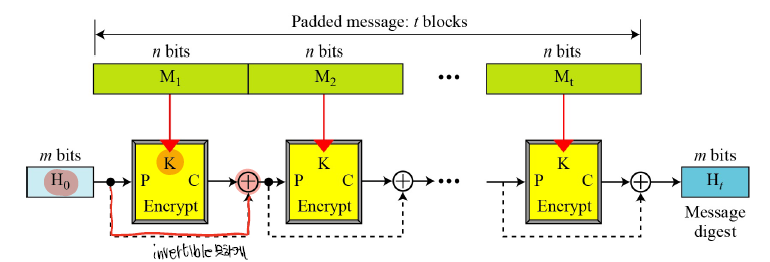 Padded message: t blocks
n bits n bits n bits
M₁ M₂ ••• Mₜ
m bits K K K m bits
H₀ P C P C ••• P C Hₜ
Encrypt Encrypt Encrypt Message
digest
invertible